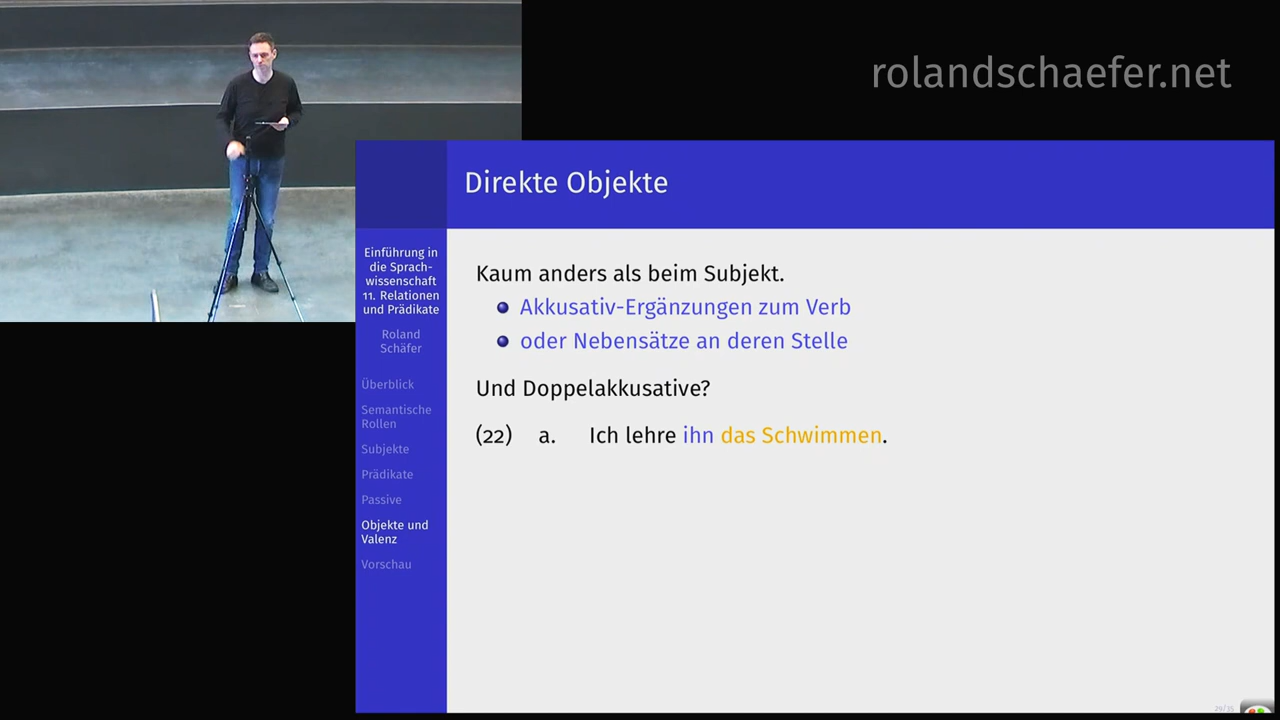 rolandschaefer.net
Direkte Objekte
Einführung in
die Sprach-
wissenschaft
11. Relationen
und Prädikate
Roland
Schäfer
Überblick
Semantische
Rollen
Subjekte
Prädikate
Passive
Objekte und
Valenz
Vorschau
Kaum anders als beim Subjekt.
Akkusativ-Ergänzungen zum Verb
oder Nebensätze an deren Stelle
Und Doppelakkusative?
(22) a. Ich lehre ihn das Schwimmen.
29/35